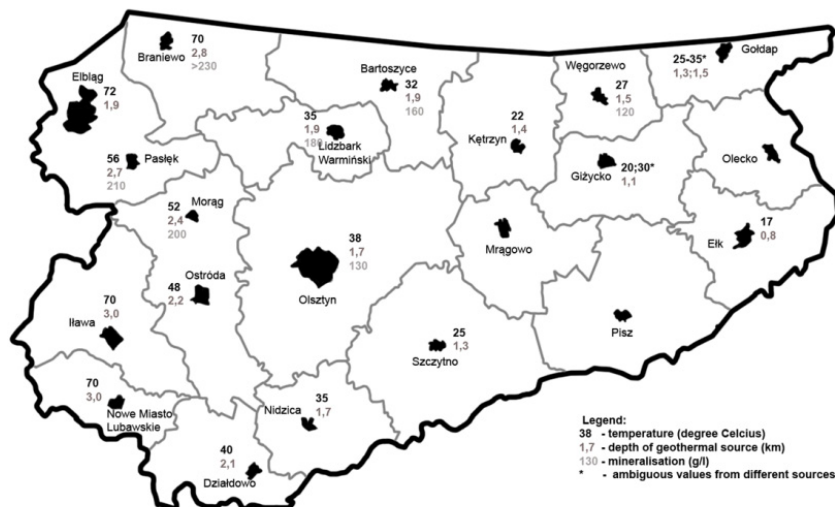 70
2,8
>230
Braniewo
Elbląg
72
1,9
56
2,7
210
Pasłęk
Bartoszyce
32
1,9
160
35
1,9
180
Lidzbark
Warmiński
22
1,4
Kętrzyn
Węgorzewo
27
1,5
120
Gołdap
25-35*
1,3;1,5
20;30*
1,1
Giżycko
Olecko
Morąg
52
2,4
200
Ostróda
48
2,2
38
1,7
130
Olsztyn
Mrągowo
17
0,8
Ełk
70
3,0
Iława
25
1,3
Szczytno
Pisz
70
3,0
Nowe Miasto
Lubawskie
35
1,7
Nidzica
40
2,1
Działdowo
Legend:
38 - temperature (degree Celcius)
1,7 - depth of geothermal source (km)
130 - mineralisation (g/l)
* - ambiguous values from different sources